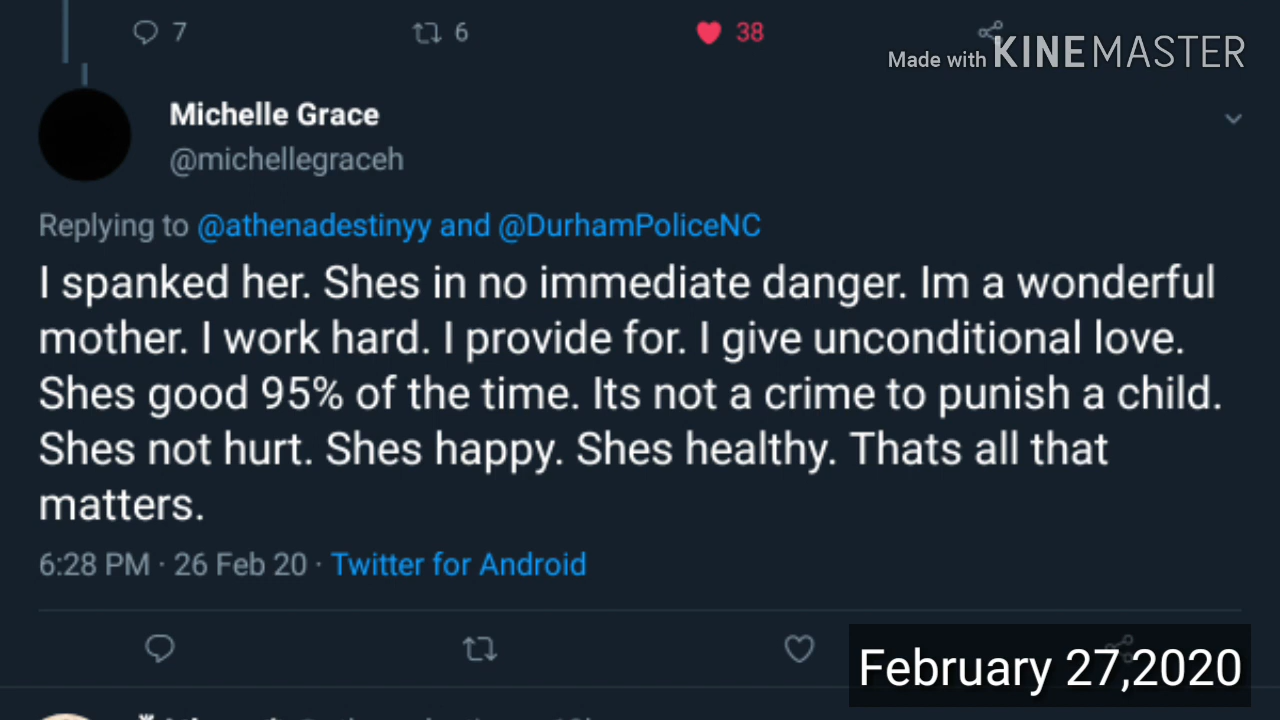 7 6 38
Made with KINEMASTER
Michelle Grace
@michellegraceh
Replying to @athenadestinyy and @DurhamPoliceNC
I spanked her. Shes in no immediate danger. Im a wonderful
mother. I work hard. I provide for. I give unconditional love.
Shes good 95% of the time. Its not a crime to punish a child.
Shes not hurt. Shes happy. Shes healthy. Thats all that
matters.
6:28 PM · 26 Feb 20 · Twitter for Android
February 27,2020